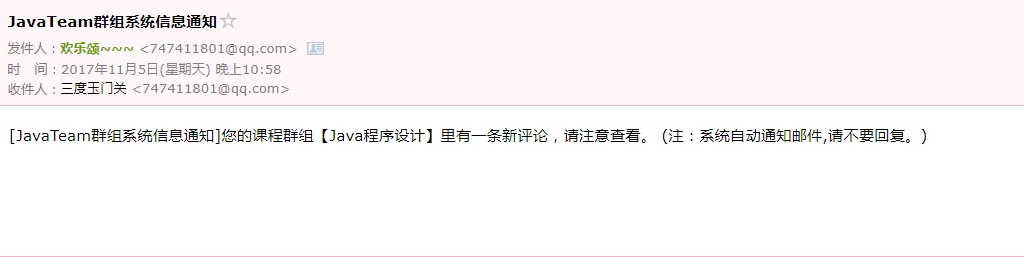 JavaTeam群组系统信息通知
发件人：欢乐颂~~~ <747411801@qq.com>
时　间：2017年11月5日(星期天) 晚上10:58
收件人：三度玉门关 <747411801@qq.com>
[JavaTeam群组系统信息通知]您的课程群组【Java程序设计】里有一条新评论，请注意查看。 (注：系统自动通知邮件,请不要回复。)